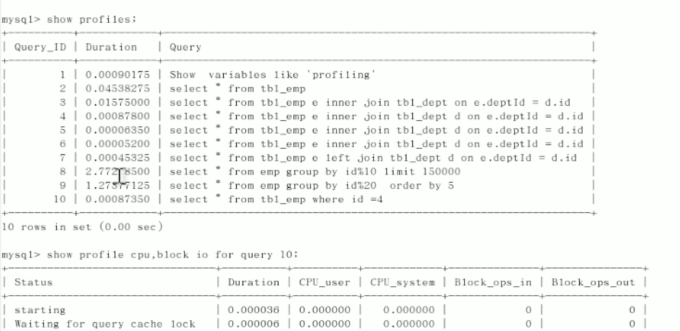 mysql> show profiles;
| Query_ID | Duration | Query |
| 1 | 0.00090175 | Show variables like 'profiling' |
| 2 | 0.04538275 | select * from tbl_emp |
| 3 | 0.01575000 | select * from tbl_emp e inner join tbl_dept on e.deptId = d.id |
| 4 | 0.00087800 | select * from tbl_emp e inner join tbl_dept d on e.deptId = d.id |
| 5 | 0.00006350 | select * from tbl_emp e inner join tbl_dept d on e.deptId = d.id |
| 6 | 0.00005200 | select * from tbl_emp e inner join tbl_dept d on e.deptId = d.id |
| 7 | 0.00045325 | select * from tbl_emp e left join tbl_dept d on e.deptId = d.id |
| 8 | select * from emp group by id%10 limit 150000 |
| 9 | select * from emp group by id%20 order by 5 |
| 10 | 0.00087350 | select * from tbl_emp where id =4 |
10 rows in set (0.00 sec)
mysql> show profile cpu,block io for query 10;
| Status | Duration | CPU_user | CPU_system | Block_ops_in | Block_ops_out |
| starting | 0.000036 | 0.000000 | 0.000000 | 0 | 0 |
| Waiting for query cache lock | 0.000006 | 0.000000 | 0.000000 | 0 | 0 |